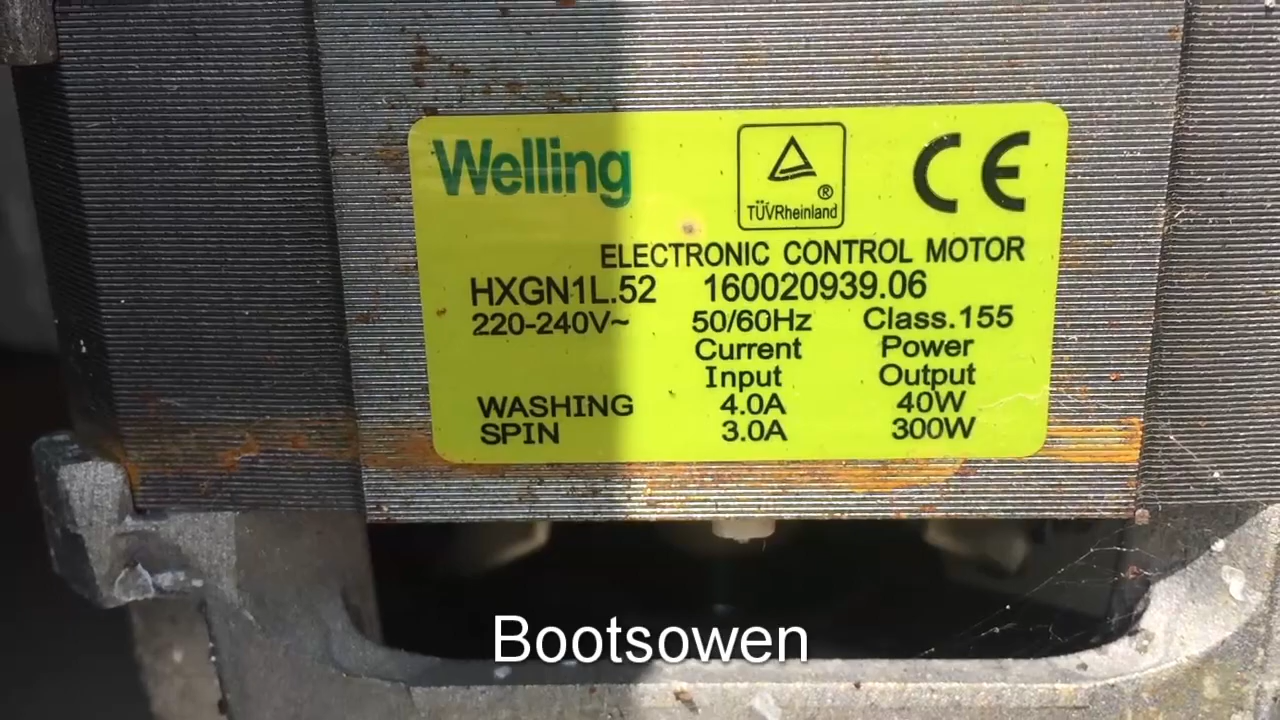 Welling
TÜVRheinland®
CE
ELECTRONIC CONTROL MOTOR
HXGN1L.52 160020939.06
220-240V~ 50/60Hz Class.155
Current Power
Input Output
WASHING 4.0A 40W
SPIN 3.0A 300W
Bootsowen